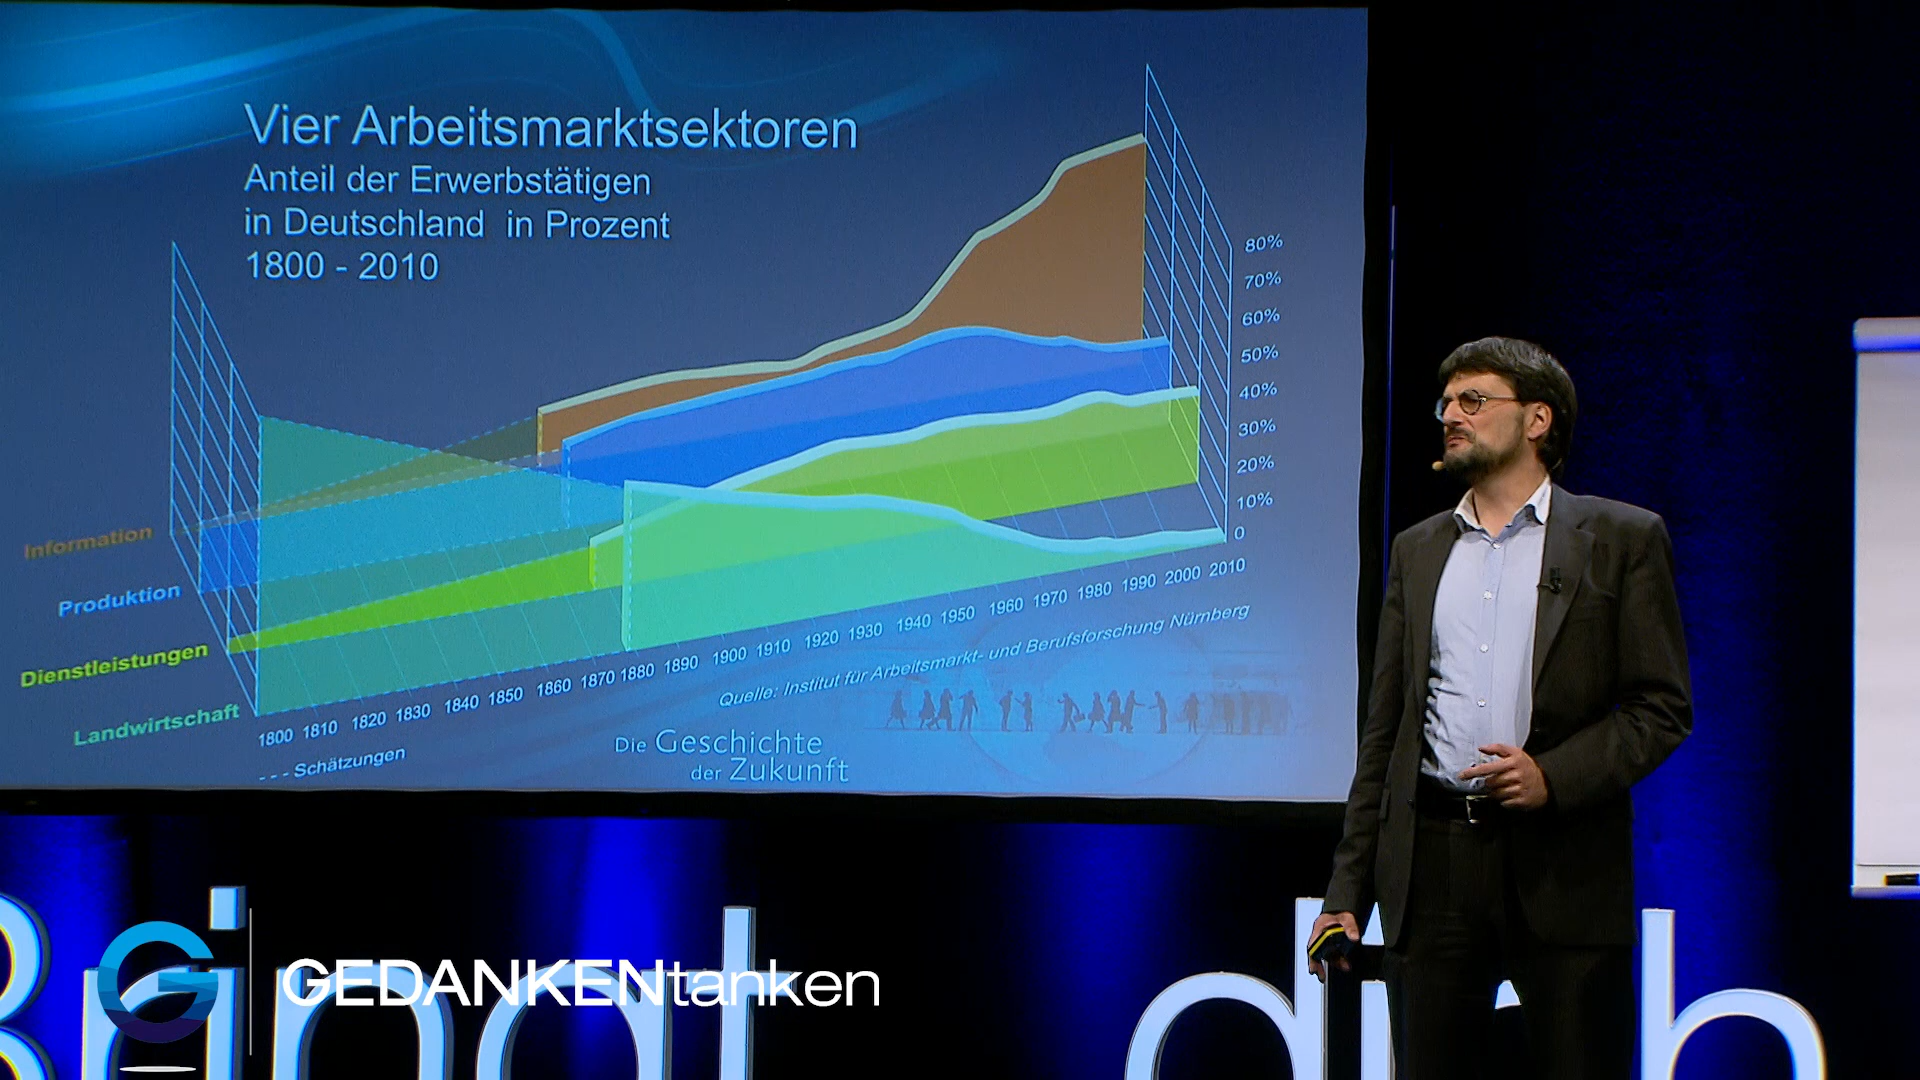 Vier Arbeitsmarktsektoren
Anteil der Erwerbstätigen
in Deutschland in Prozent
1800 - 2010
80%
70%
60%
50%
40%
30%
20%
10%
0
Information
Produktion
Dienstleistungen
Landwirtschaft
1800 1810 1820 1830 1840 1850 1860 1870 1880 1890 1900 1910 1920 1930 1940 1950 1960 1970 1980 1990 2000 2010
- - - Schätzungen
Quelle: Institut für Arbeitsmarkt- und Berufsforschung Nürnberg
Die Geschichte
der Zukunft
Bringt dich
G GEDANKENtanken